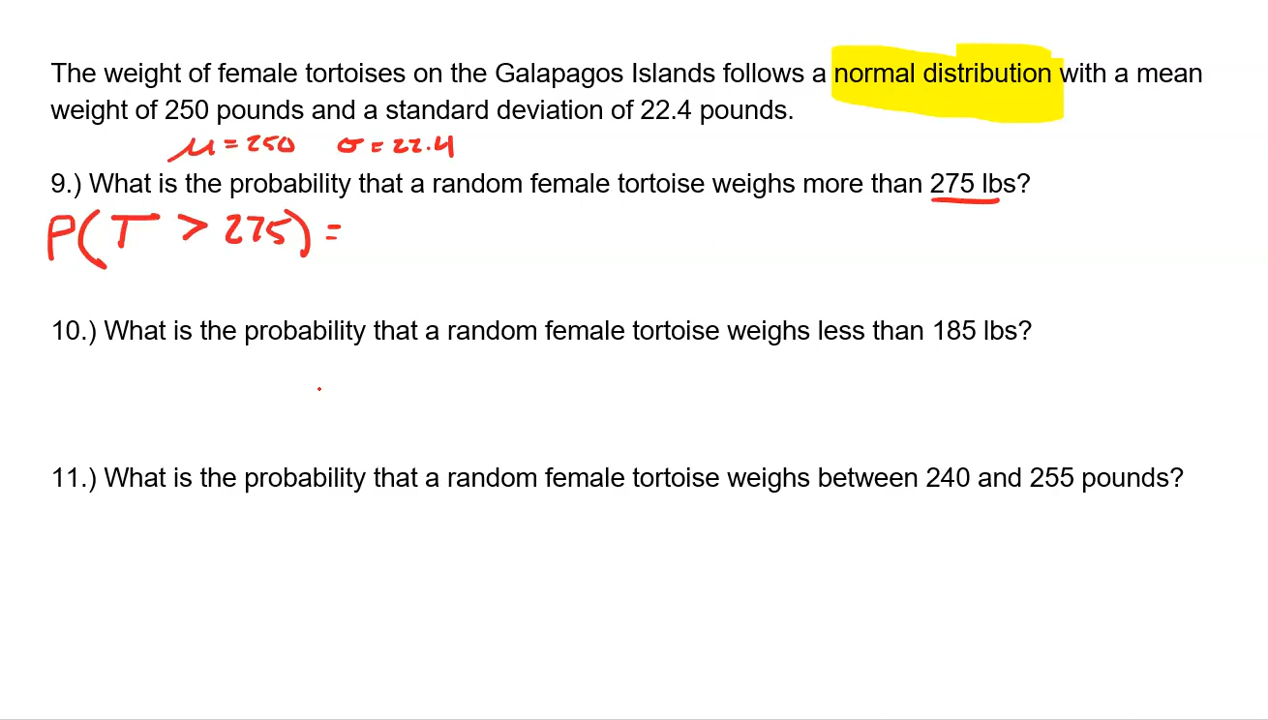 The weight of female tortoises on the Galapagos Islands follows a normal distribution with a mean
weight of 250 pounds and a standard deviation of 22.4 pounds.
μ = 250 σ = 22.4
9.) What is the probability that a random female tortoise weighs more than 275 lbs?
P(T > 275) =
10.) What is the probability that a random female tortoise weighs less than 185 lbs?
11.) What is the probability that a random female tortoise weighs between 240 and 255 pounds?